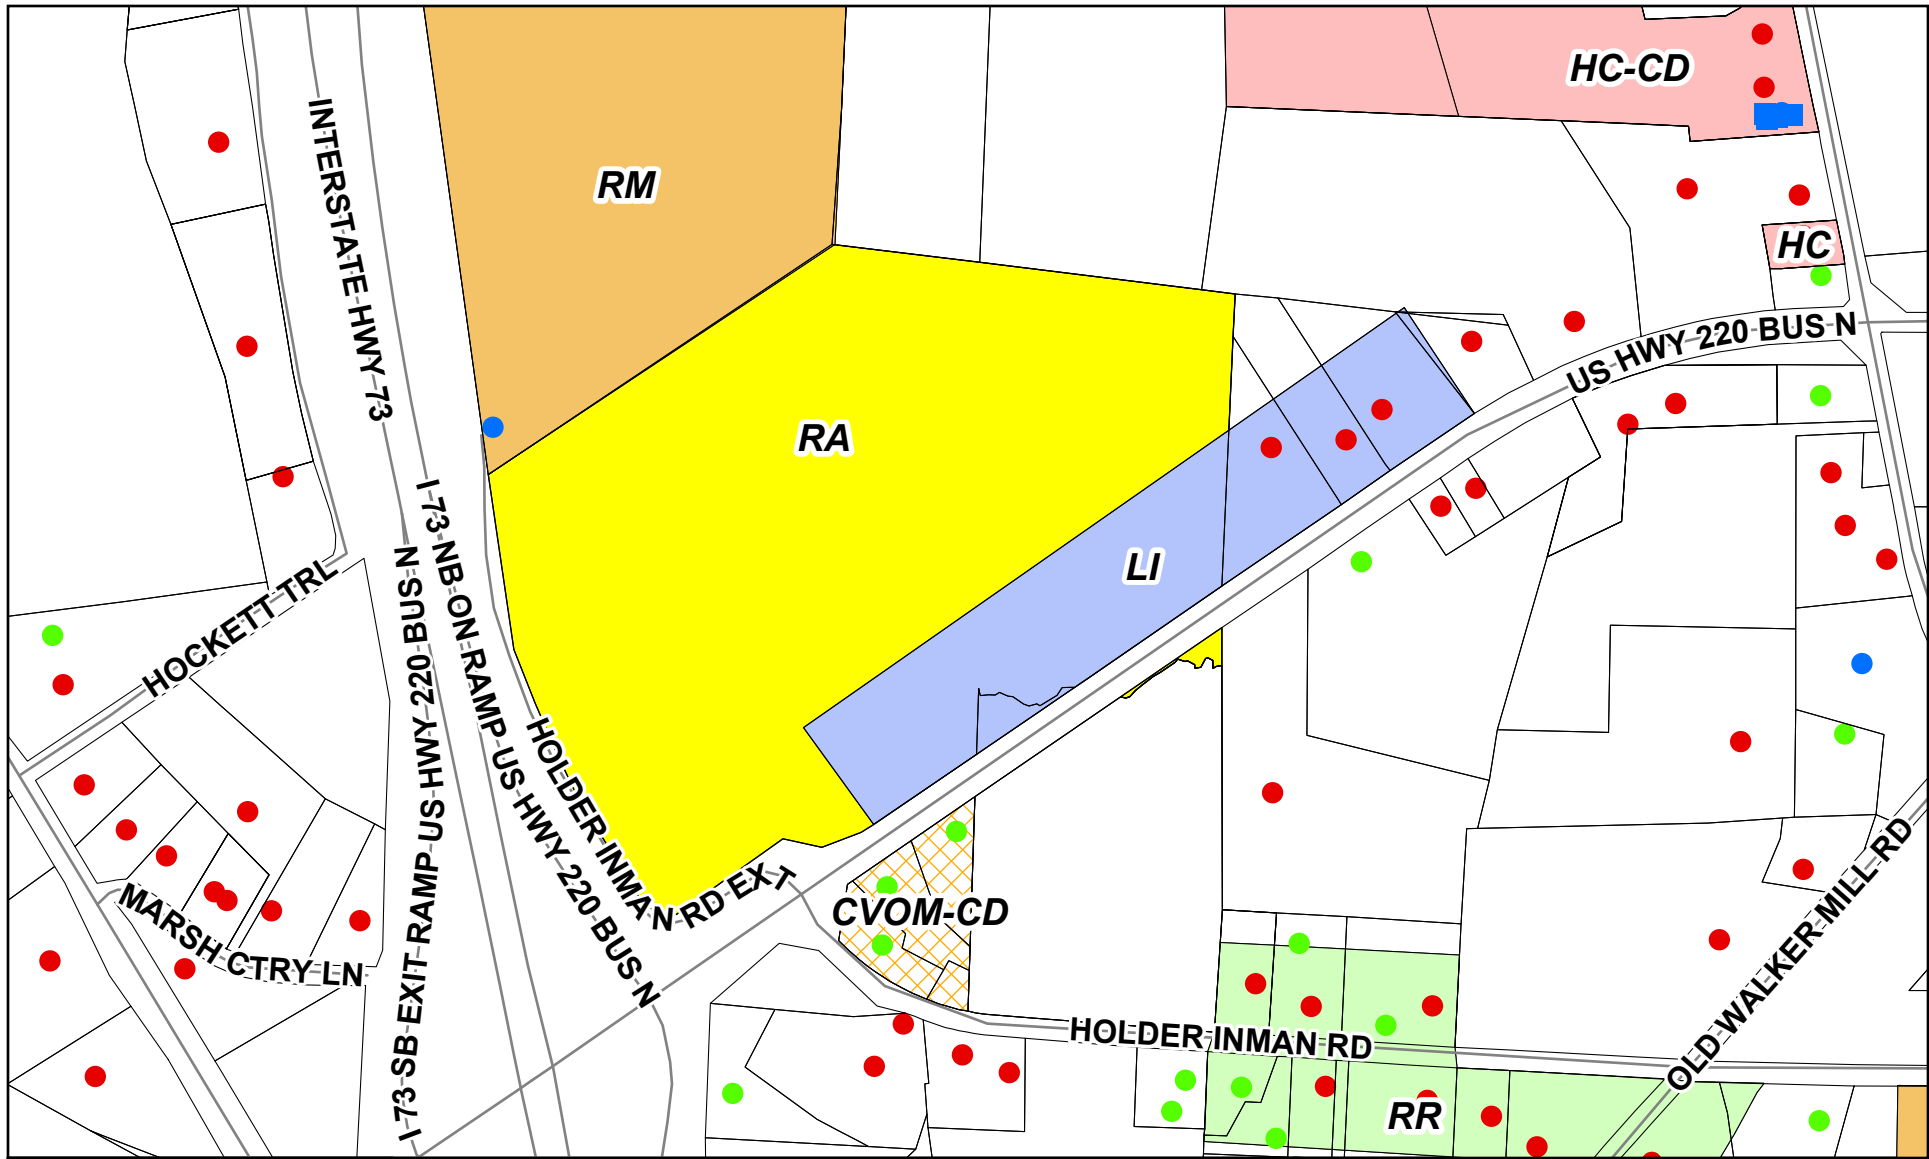 HC-CD
RM
HC
INTERSTATE HWY 73
US HWY 220 BUS N
RA
LI
I 73 NB ON RAMP US HWY 220 BUS N
HOCKETT TRL
I 73 SB EXIT RAMP US HWY 220 BUS N
HOLDER INMAN RD EXT
CVOM-CD
MARSH CTRY LN
HOLDER INMAN RD
OLD WALKER MILL RD
RR